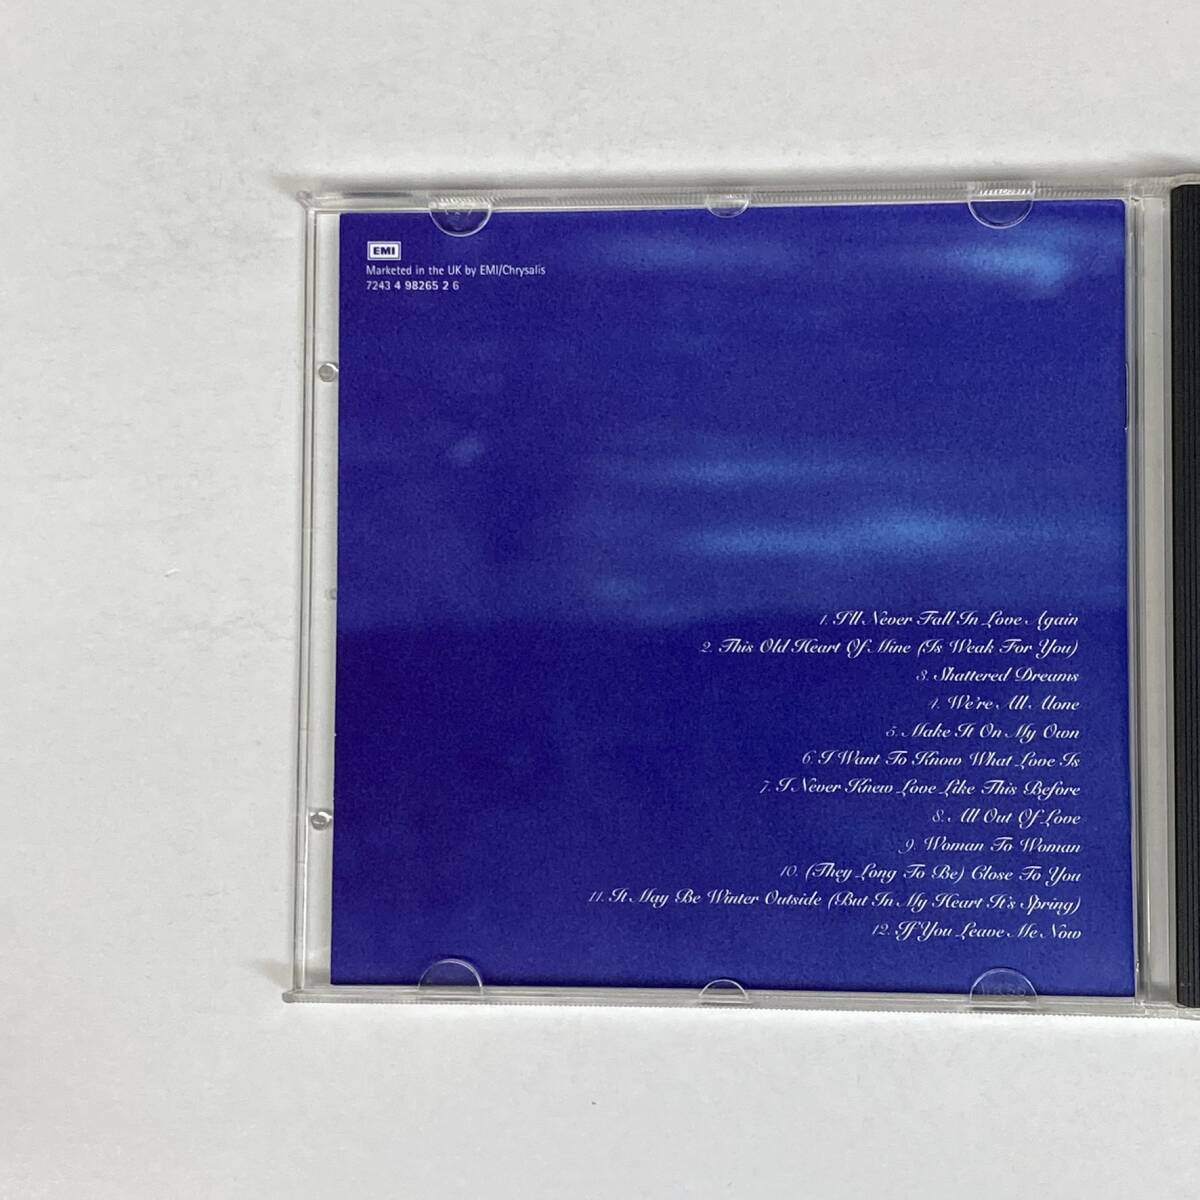 EMI
Marketed in the UK by EMI/Chrysalis
7243 4 98265 2 6
1. I'll Never Fall In Love Again
2. This Old Heart Of Mine (Is Weak For You)
3. Shattered Dreams
4. We're All Alone
5. Make It On My Own
6. I Want To Know What Love Is
7. I Never Knew Love Like This Before
8. All Out Of Love
9. Woman To Woman
10. (They Long To Be) Close To You
11. It May Be Winter Outside (But In My Heart It's Spring)
12. If You Leave Me Now